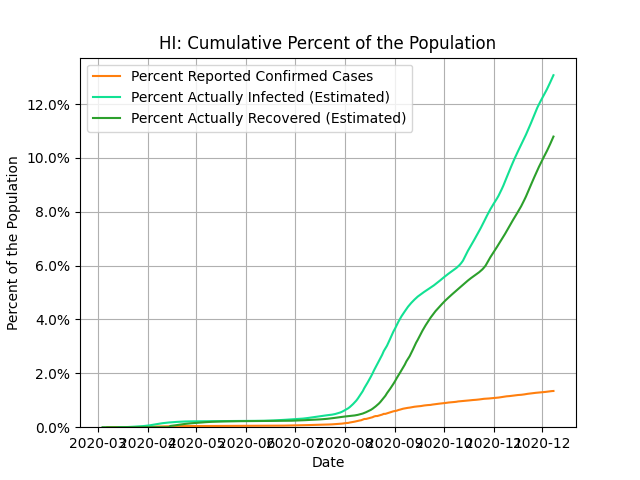 HI: Cumulative Percent of the Population
Percent Reported Confirmed Cases
Percent Actually Infected (Estimated)
Percent Actually Recovered (Estimated)
12.0%
10.0%
8.0%
6.0%
4.0%
2.0%
0.0%
Percent of the Population
2020-03 2020-04 2020-05 2020-06 2020-07 2020-08 2020-09 2020-10 2020-11 2020-12
Date